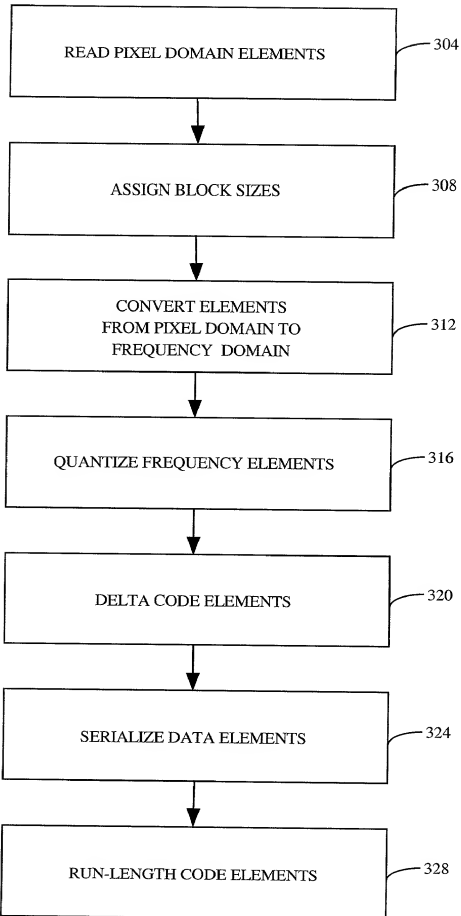 READ PIXEL DOMAIN ELEMENTS
304
ASSIGN BLOCK SIZES
308
CONVERT ELEMENTS
FROM PIXEL DOMAIN TO
FREQUENCY DOMAIN
312
QUANTIZE FREQUENCY ELEMENTS
316
DELTA CODE ELEMENTS
320
SERIALIZE DATA ELEMENTS
324
RUN-LENGTH CODE ELEMENTS
328